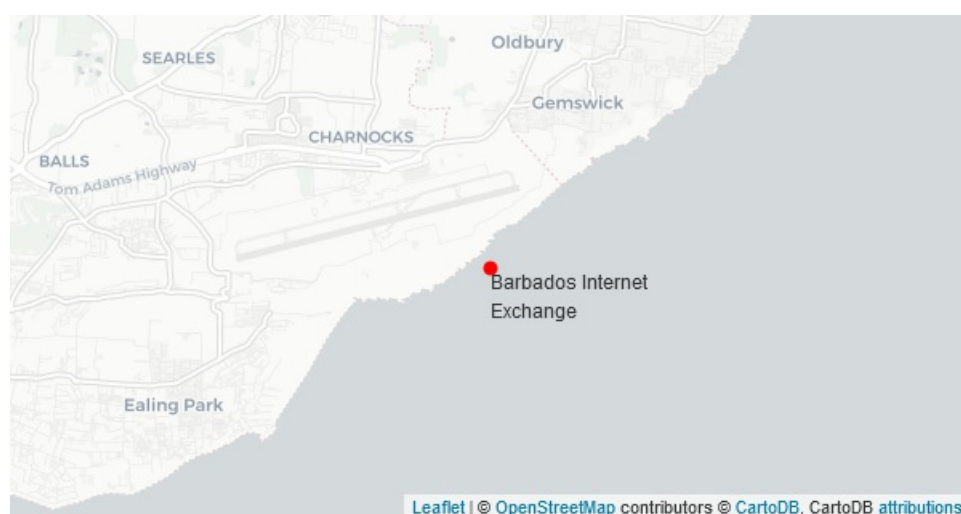 Oldbury
SEARLES
Gemswick
CHARNOCKS
BALLS
Tom Adams Highway
Barbados Internet
Exchange
Ealing Park
Leaflet | © OpenStreetMap contributors © CartoDB, CartoDB attributions